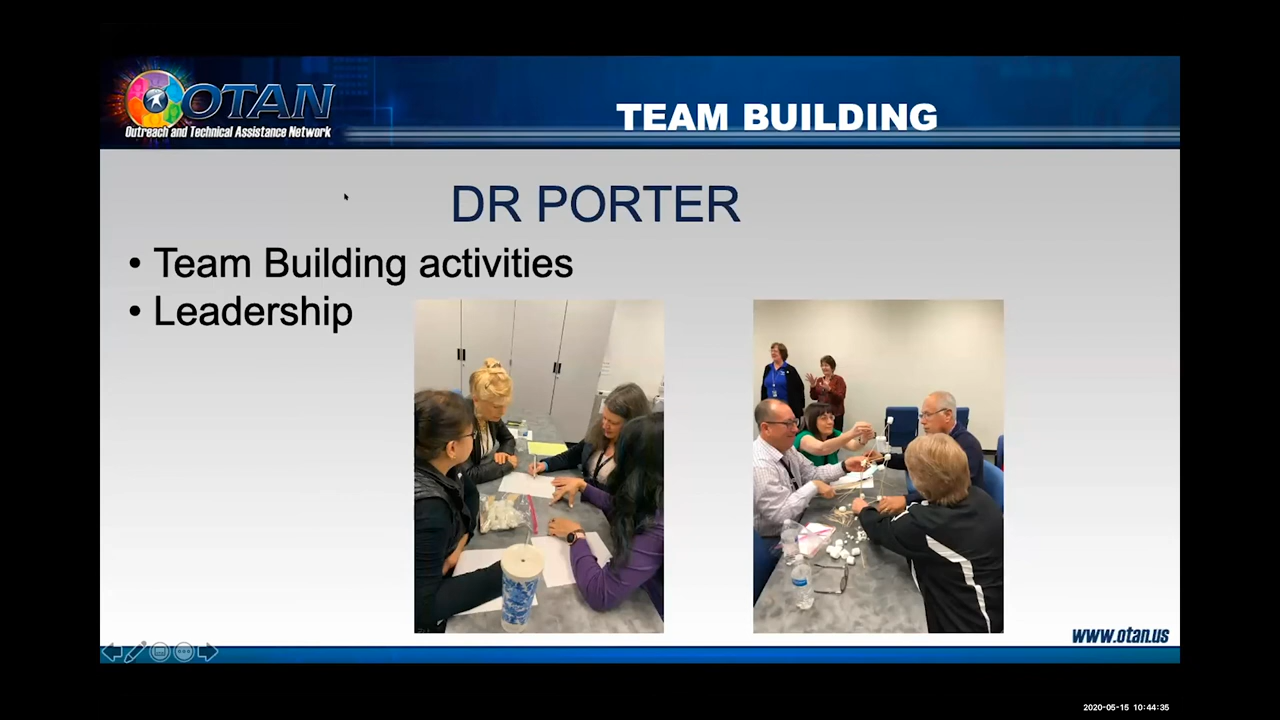 OTAN
Outreach and Technical Assistance Network
TEAM BUILDING
DR PORTER
• Team Building activities
• Leadership
www.otan.us
2020-05-15 10:44:35